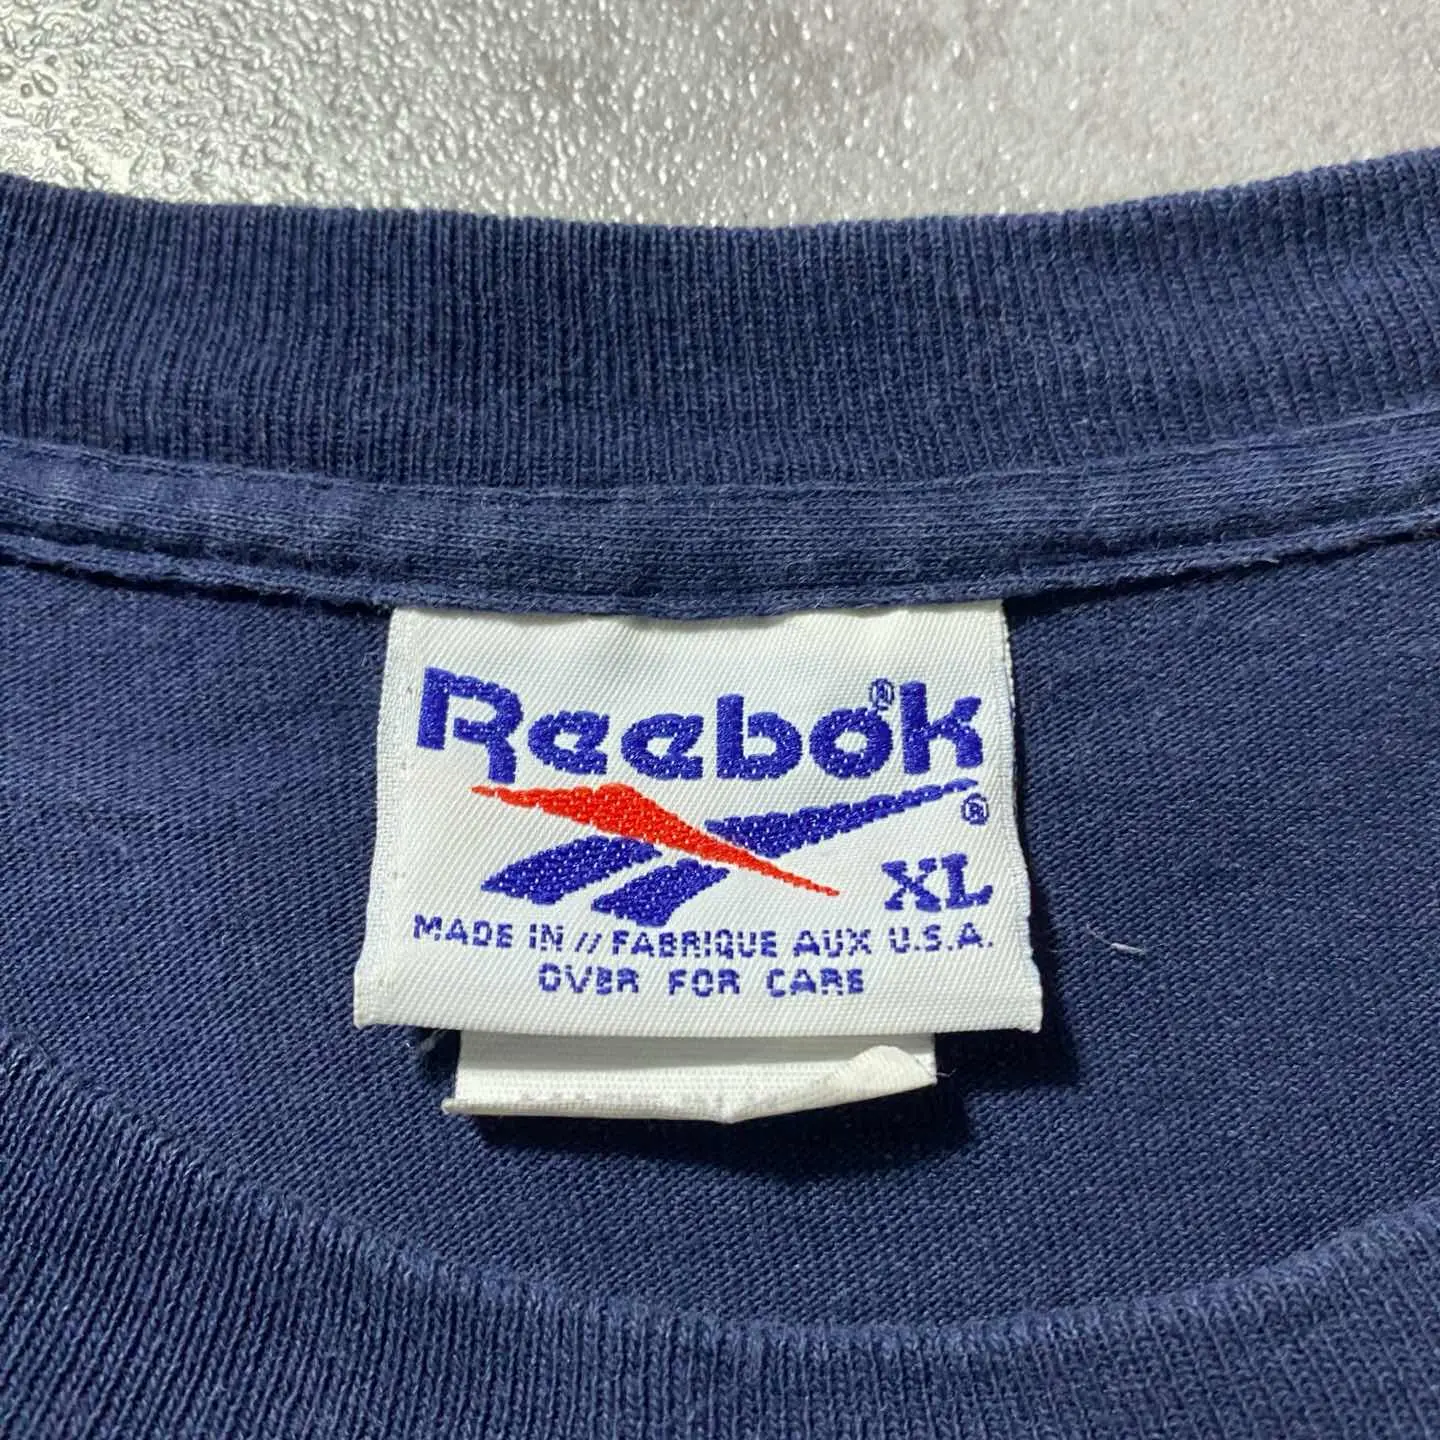 Reebok®
®
XL
MADE IN // FABRIQUE AUX U.S.A.
OVER FOR CARE